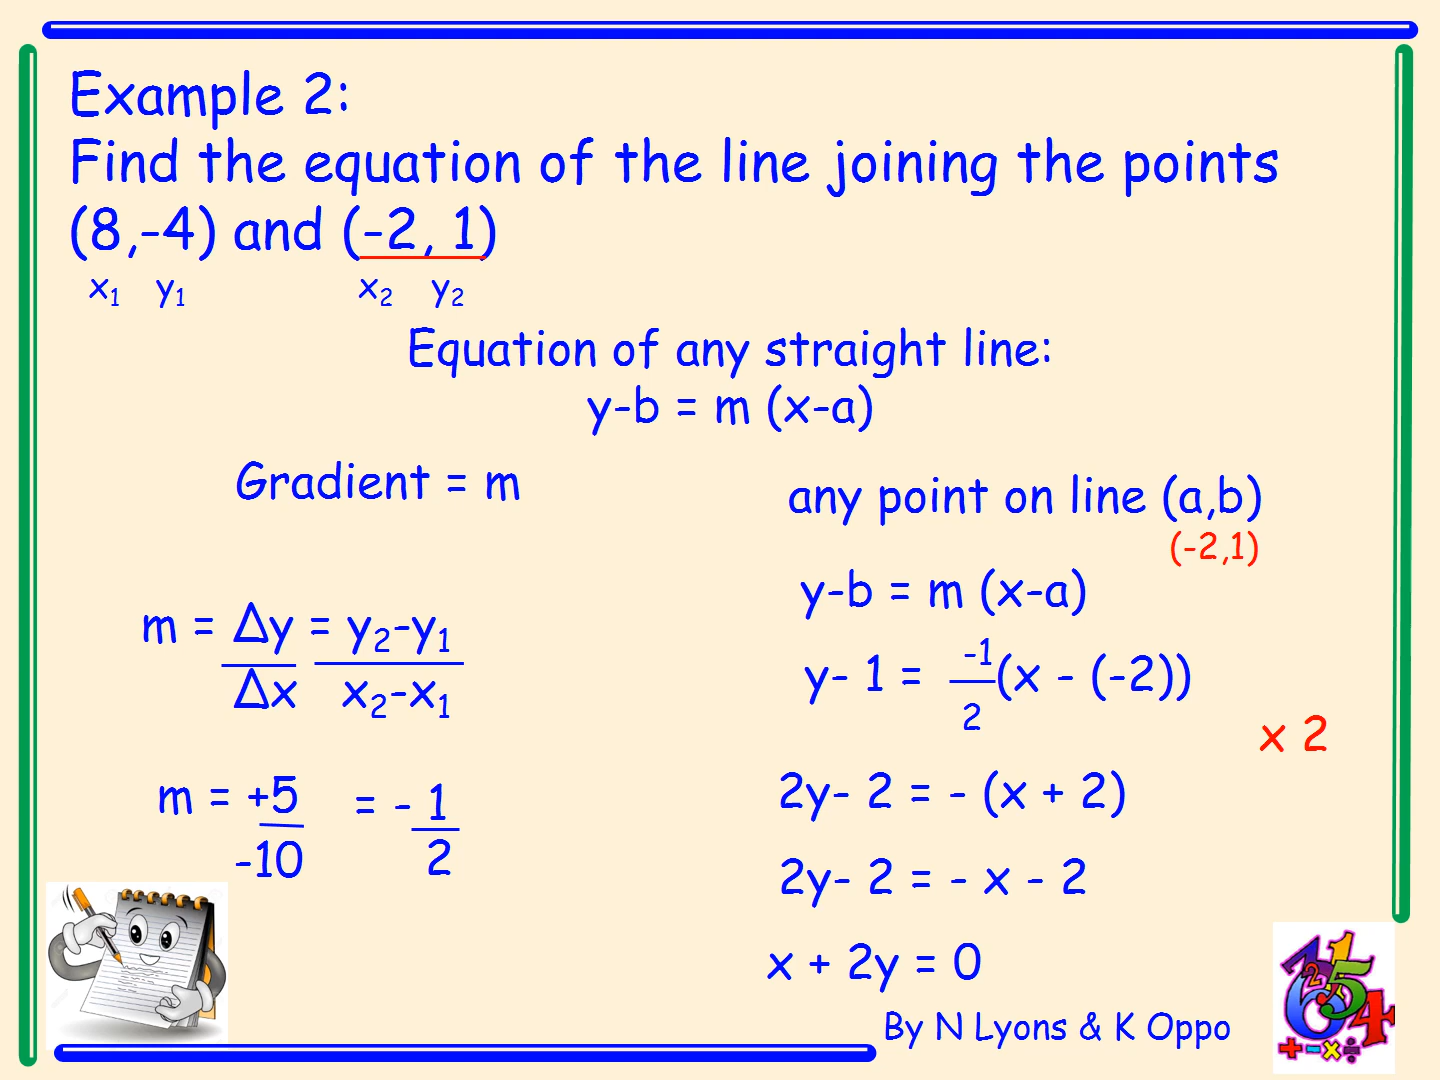 Example 2:
Find the equation of the line joining the points
(8,-4) and (-2, 1)
x₁ y₁ x₂ y₂
Equation of any straight line:
y-b = m (x-a)
Gradient = m
m = Δy = y₂-y₁
Δx x₂-x₁
m = +5 = - 1
-10 2
any point on line (a,b)
(-2,1)
y-b = m (x-a)
y- 1 = -1/2 (x - (-2))
x 2
2y- 2 = - (x + 2)
2y- 2 = - x - 2
x + 2y = 0
By N Lyons & K Oppo